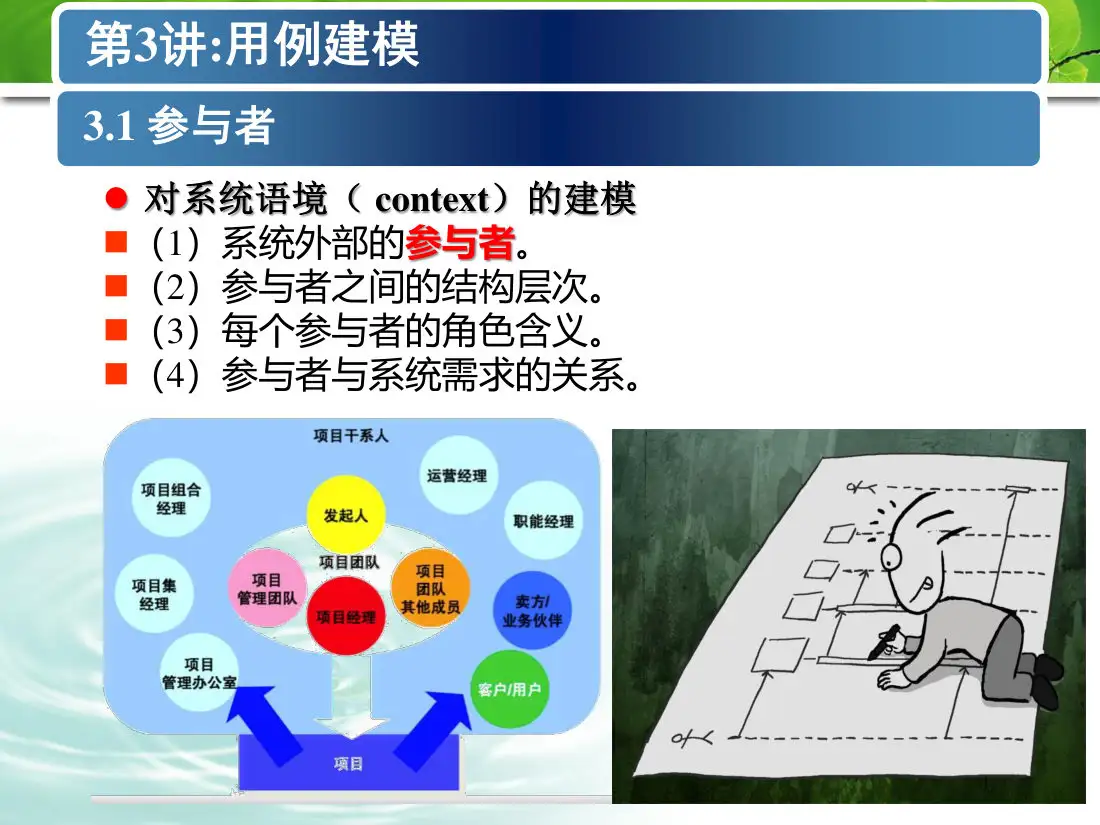 第3讲:用例建模
3.1 参与者
对系统语境（ context）的建模
（1）系统外部的参与者。
（2）参与者之间的结构层次。
（3）每个参与者的角色含义。
（4）参与者与系统需求的关系。
项目干系人
项目组合
经理
发起人
运营经理
职能经理
项目团队
项目集
经理
项目
管理团队
项目经理
项目
团队
其他成员
卖方/
业务伙伴
项目
管理办公室
客户/用户
项目